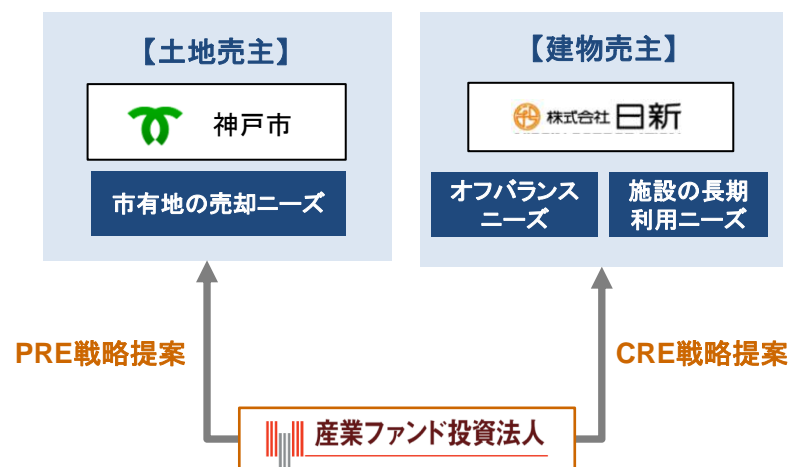 【土地売主】
神戸市
市有地の売却ニーズ
【建物売主】
株式会社 日新
オフバランス
ニーズ
施設の長期
利用ニーズ
PRE戦略提案
CRE戦略提案
産業ファンド投資法人